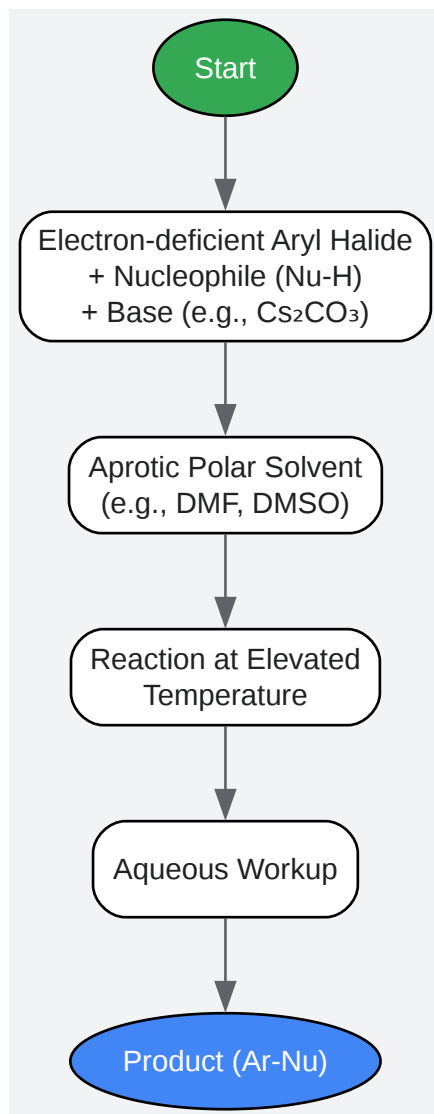 Start
Electron-deficient Aryl Halide
+ Nucleophile (Nu-H)
+ Base (e.g., Cs₂CO₃)
Aprotic Polar Solvent
(e.g., DMF, DMSO)
Reaction at Elevated
Temperature
Aqueous Workup
Product (Ar-Nu)